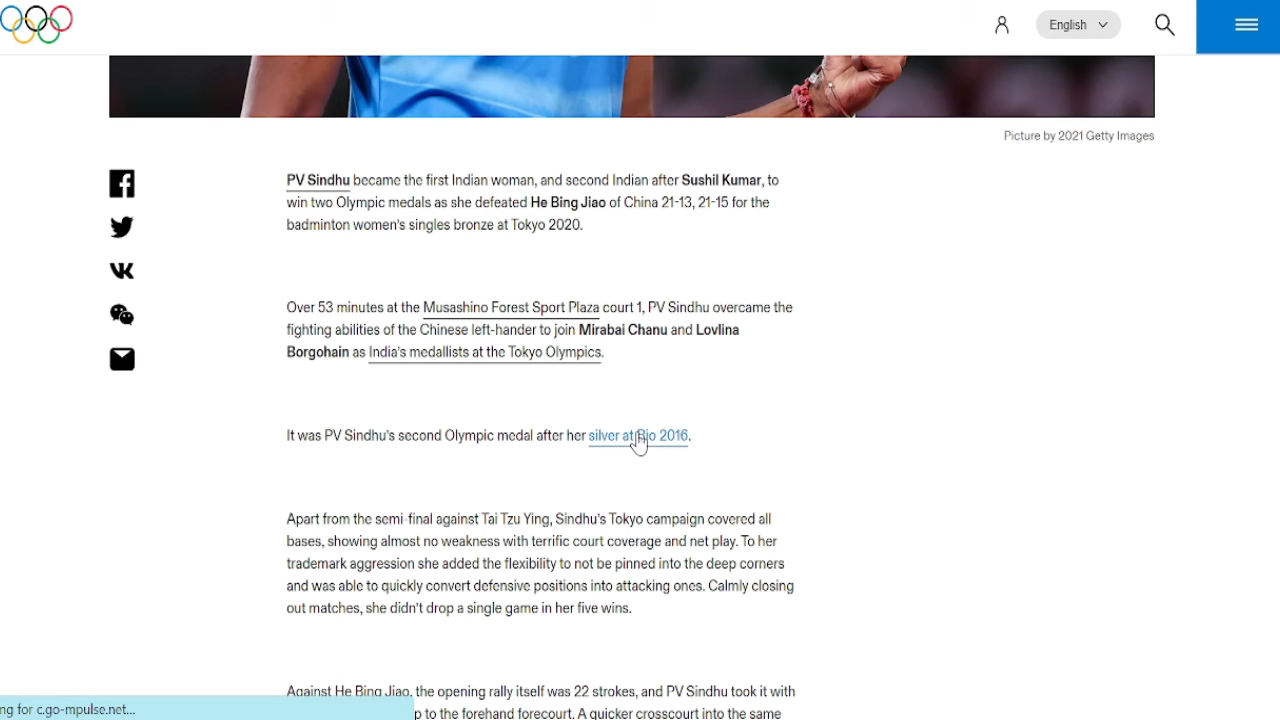 English
Picture by 2021 Getty Images
PV Sindhu became the first Indian woman, and second Indian after Sushil Kumar, to
win two Olympic medals as she defeated He Bing Jiao of China 21-13, 21-15 for the
badminton women's singles bronze at Tokyo 2020.
Over 53 minutes at the Musashino Forest Sport Plaza court 1, PV Sindhu overcame the
fighting abilities of the Chinese left-hander to join Mirabai Chanu and Lovlina
Borgohain as India's medallists at the Tokyo Olympics.
It was PV Sindhu's second Olympic medal after her silver at Rio 2016.
Apart from the semi-final against Tai Tzu Ying, Sindhu's Tokyo campaign covered all
bases, showing almost no weakness with terrific court coverage and net play. To her
trademark aggression she added the flexibility to not be pinned into the deep corners
and was able to quickly convert defensive positions into attacking ones. Calmly closing
out matches, she didn't drop a single game in her five wins.
Against He Bing Jiao, the opening rally itself was 22 strokes, and PV Sindhu took it with
p to the forehand forecourt. A quicker crosscourt into the same
ng for c.go-mpulse.net...